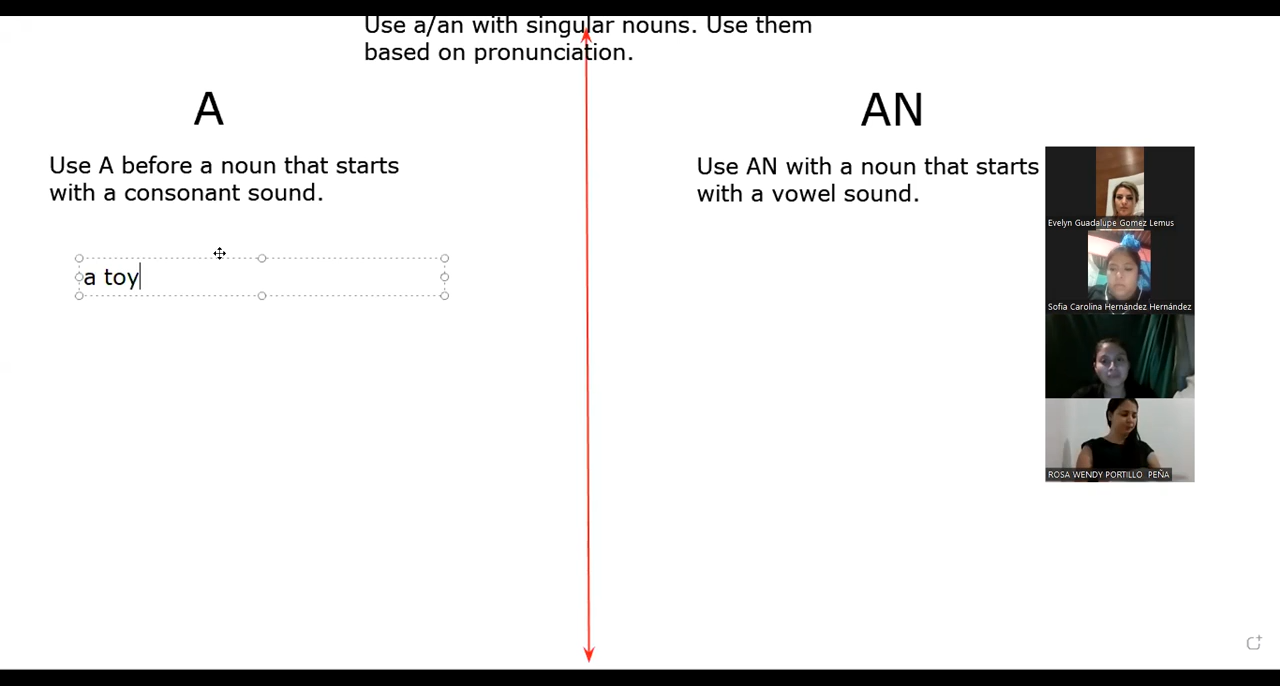 Use a/an with singular nouns. Use them
based on pronunciation.
A
AN
Use A before a noun that starts
with a consonant sound.
Use AN with a noun that starts
with a vowel sound.
a toy
Evelyn Guadalupe Gomez Lemus
Sofia Carolina Hernández Hernández
ROSA WENDY PORTILLO PEÑA